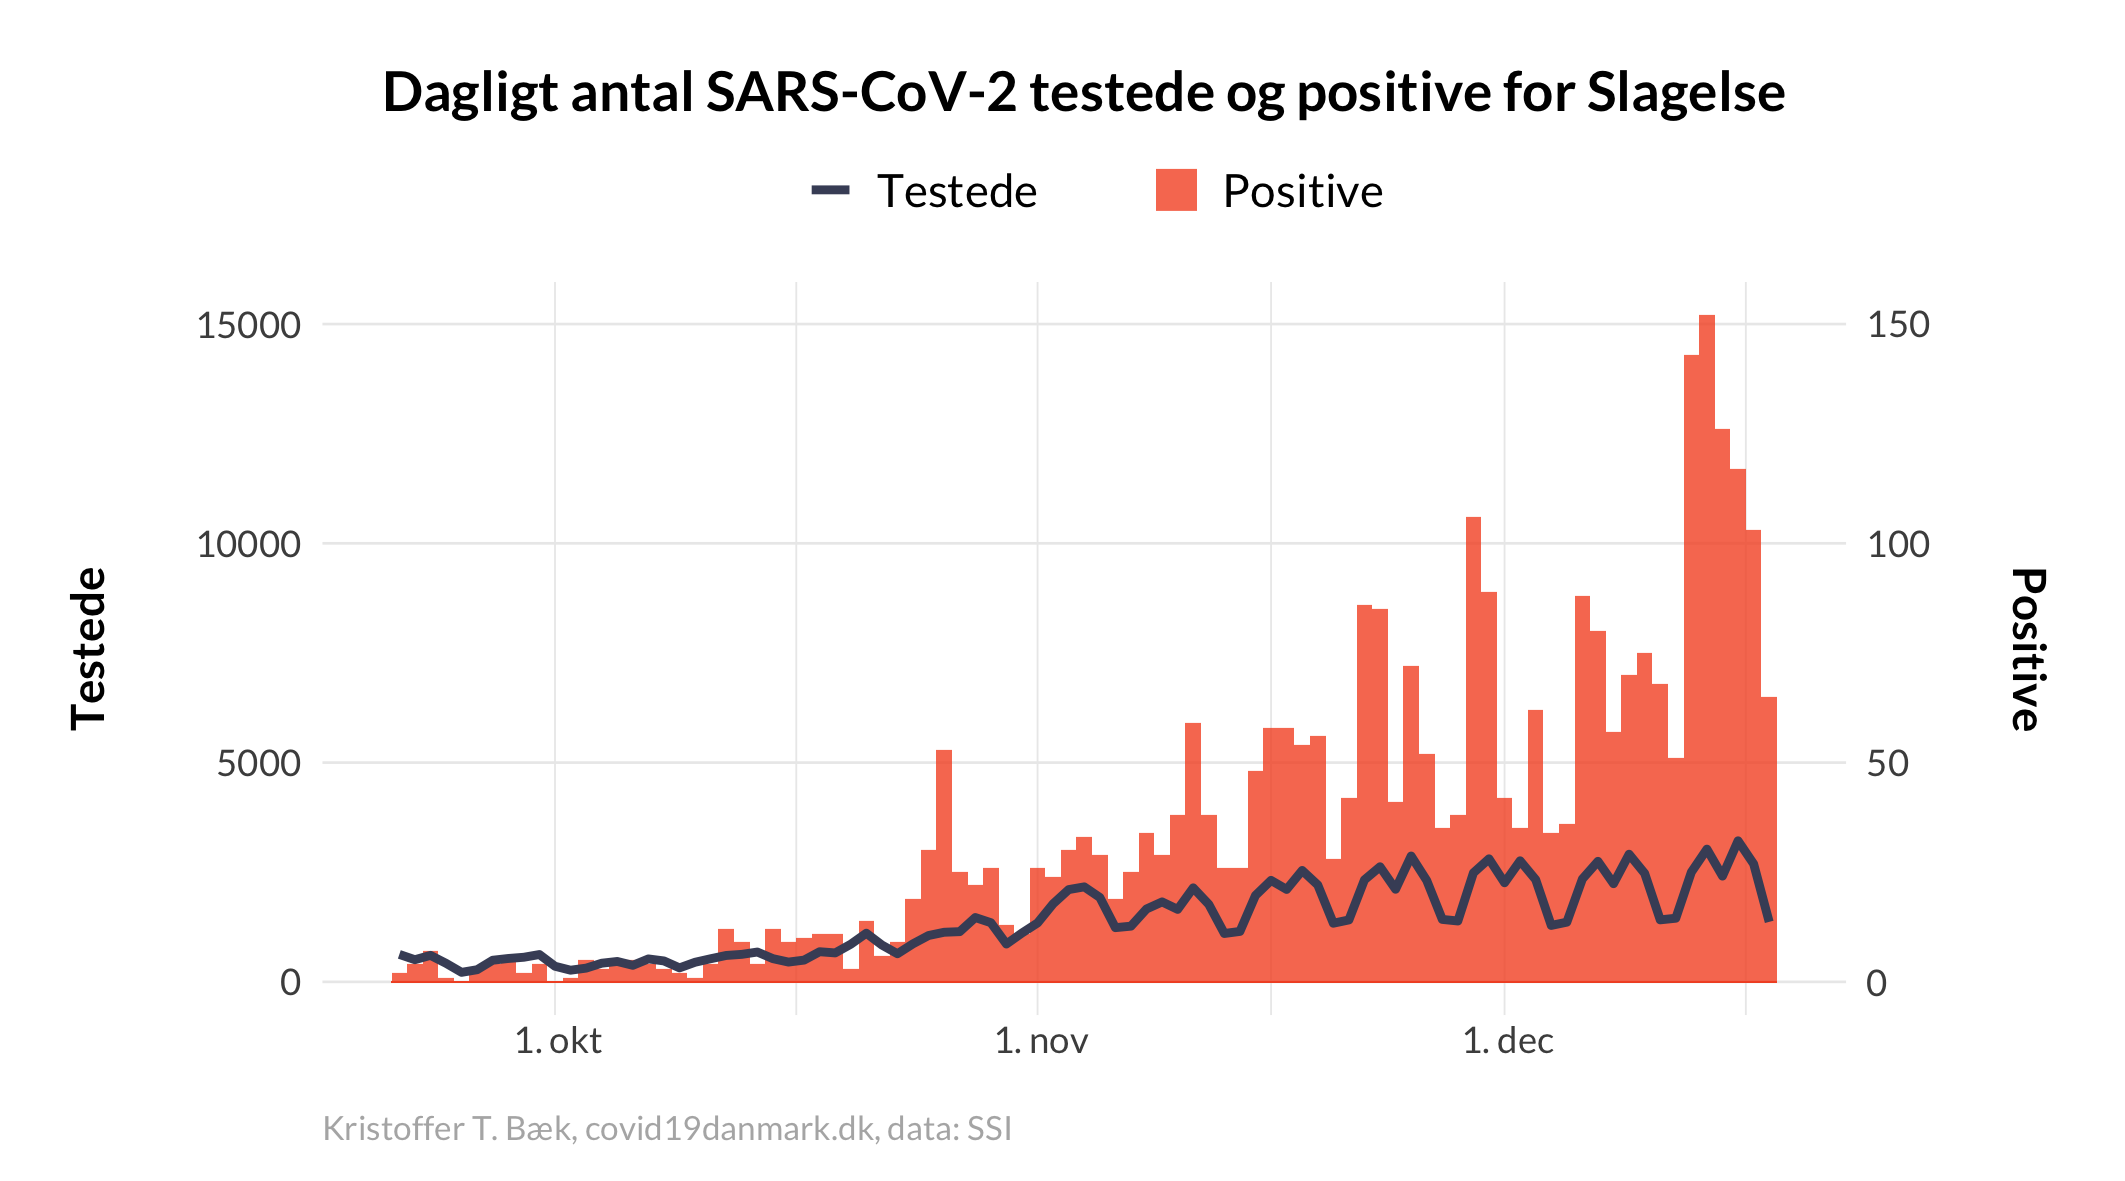 Dagligt antal SARS-CoV-2 testede og positive for Slagelse
Testede
Positive
15000
10000
5000
0
Testede
150
100
50
0
Positive
1. okt
1. nov
1. dec
Kristoffer T. Bæk, covid19danmark.dk, data: SSI